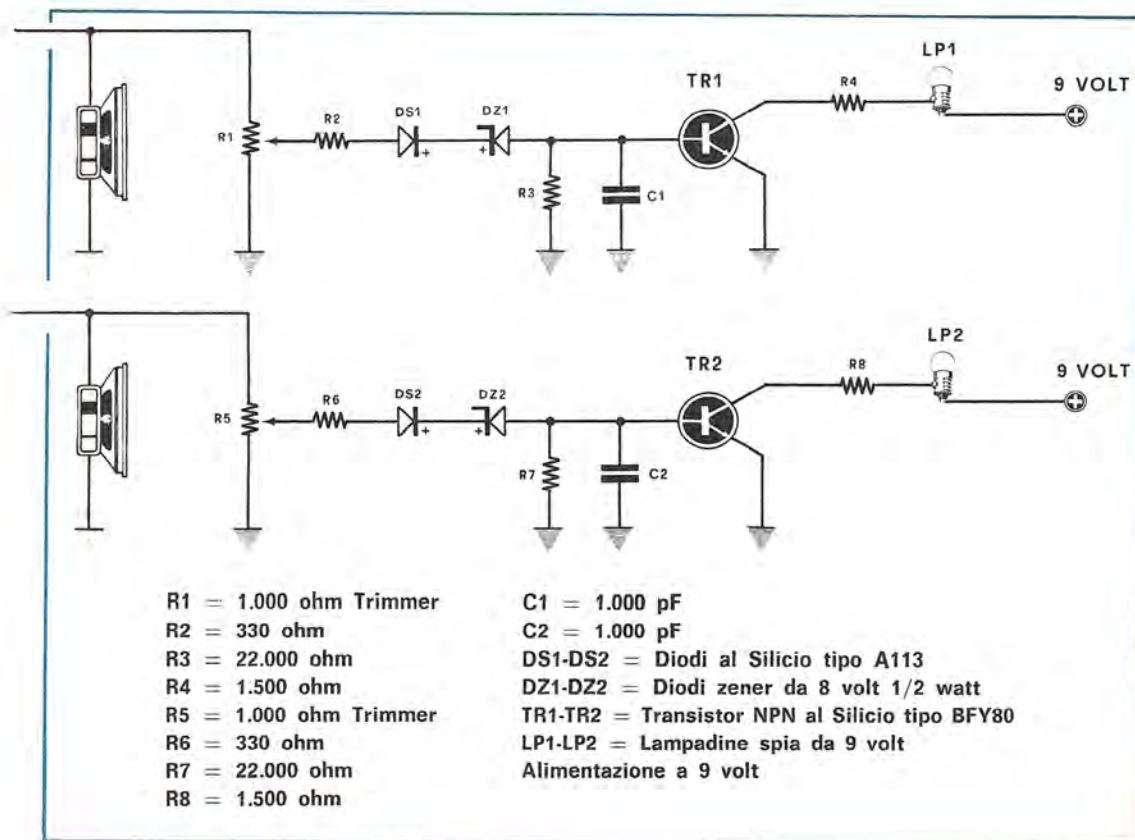 LP1
TR1
R4
9 VOLT
DS1
DZ1
R2
R1
+
+
R3
C1
LP2
TR2
R8
9 VOLT
DS2
DZ2
R6
R5
+
+
R7
C2
R1 = 1.000 ohm Trimmer
R2 = 330 ohm
R3 = 22.000 ohm
R4 = 1.500 ohm
R5 = 1.000 ohm Trimmer
R6 = 330 ohm
R7 = 22.000 ohm
R8 = 1.500 ohm
C1 = 1.000 pF
C2 = 1.000 pF
DS1-DS2 = Diodi al Silicio tipo A113
DZ1-DZ2 = Diodi zener da 8 volt 1/2 watt
TR1-TR2 = Transistor NPN al Silicio tipo BFY80
LP1-LP2 = Lampadine spia da 9 volt
Alimentazione a 9 volt